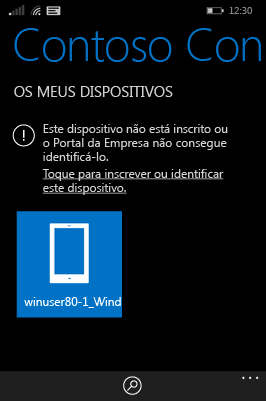 12:30
Contoso Con
OS MEUS DISPOSITIVOS
Este dispositivo não está inscrito ou
o Portal da Empresa não consegue
identificá-lo.
Toque para inscrever ou identificar
este dispositivo.
winuser80-1_Wind